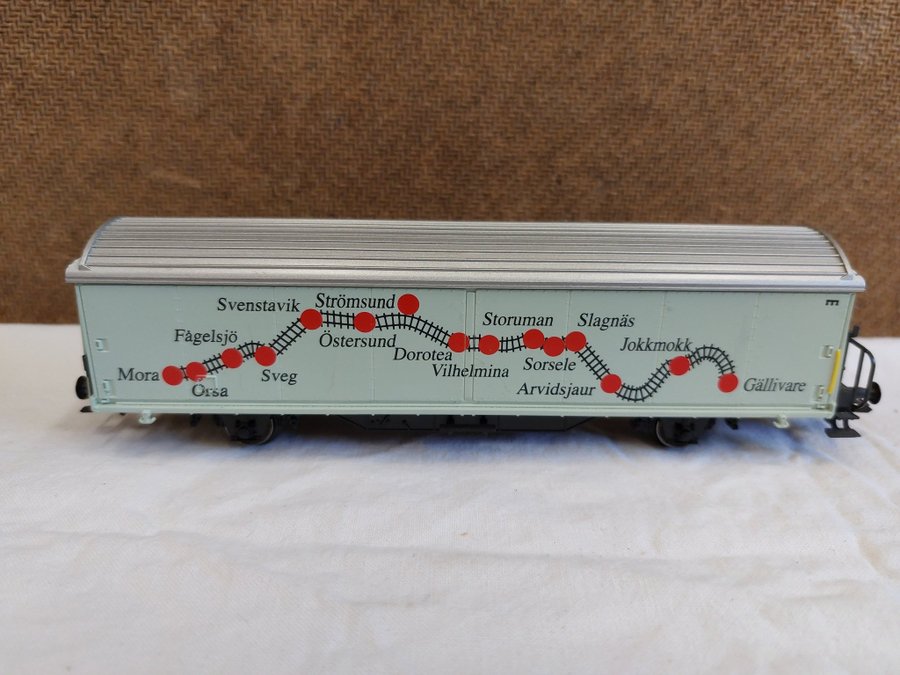 Mora
Orsa
Fågelsjö
Sveg
Svenstavik
Östersund
Strömsund
Dorotea
Vilhelmina
Storuman
Sorsele
Slagnäs
Arvidsjaur
Jokkmokk
Gällivare
E